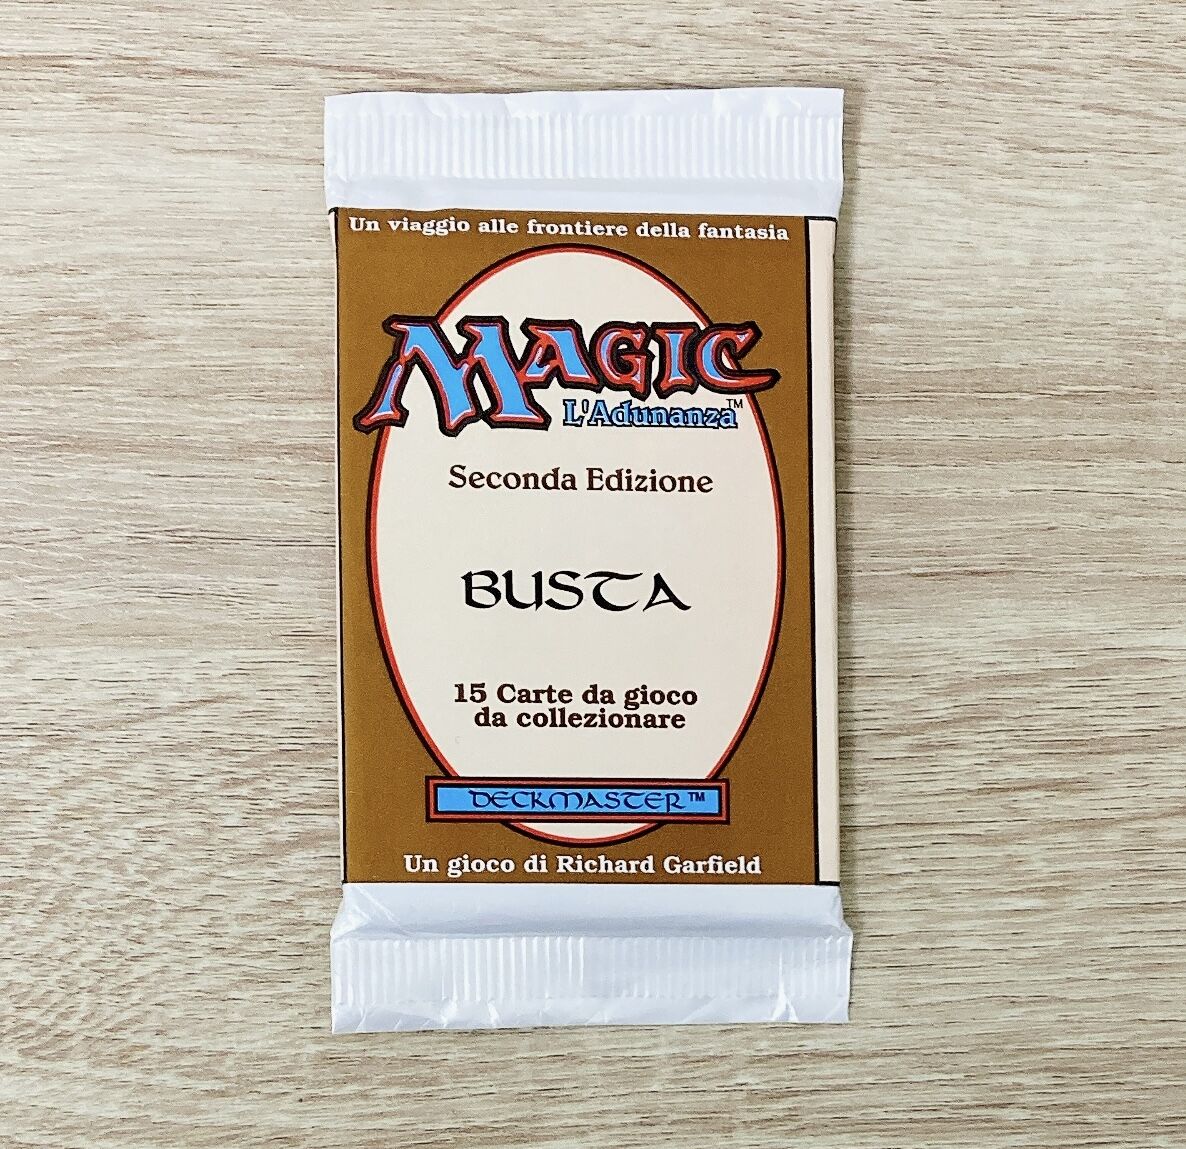 Un viaggio alle frontiere della fantasia
MAGIC
L'Adunanza™
Seconda Edizione
BUSTA
15 Carte da gioco
da collezionare
DECKMASTER™
Un gioco di Richard Garfield